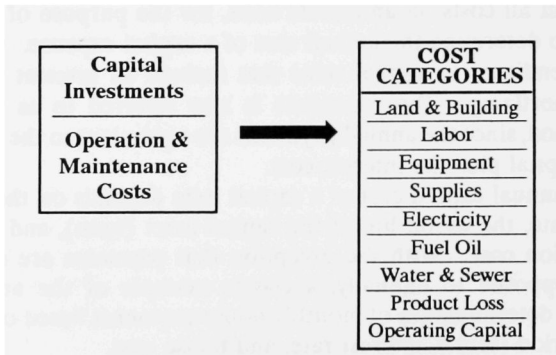 Capital
Investments
Operation &
Maintenance
Costs
COST
CATEGORIES
Land & Building
Labor
Equipment
Supplies
Electricity
Fuel Oil
Water & Sewer
Product Loss
Operating Capital